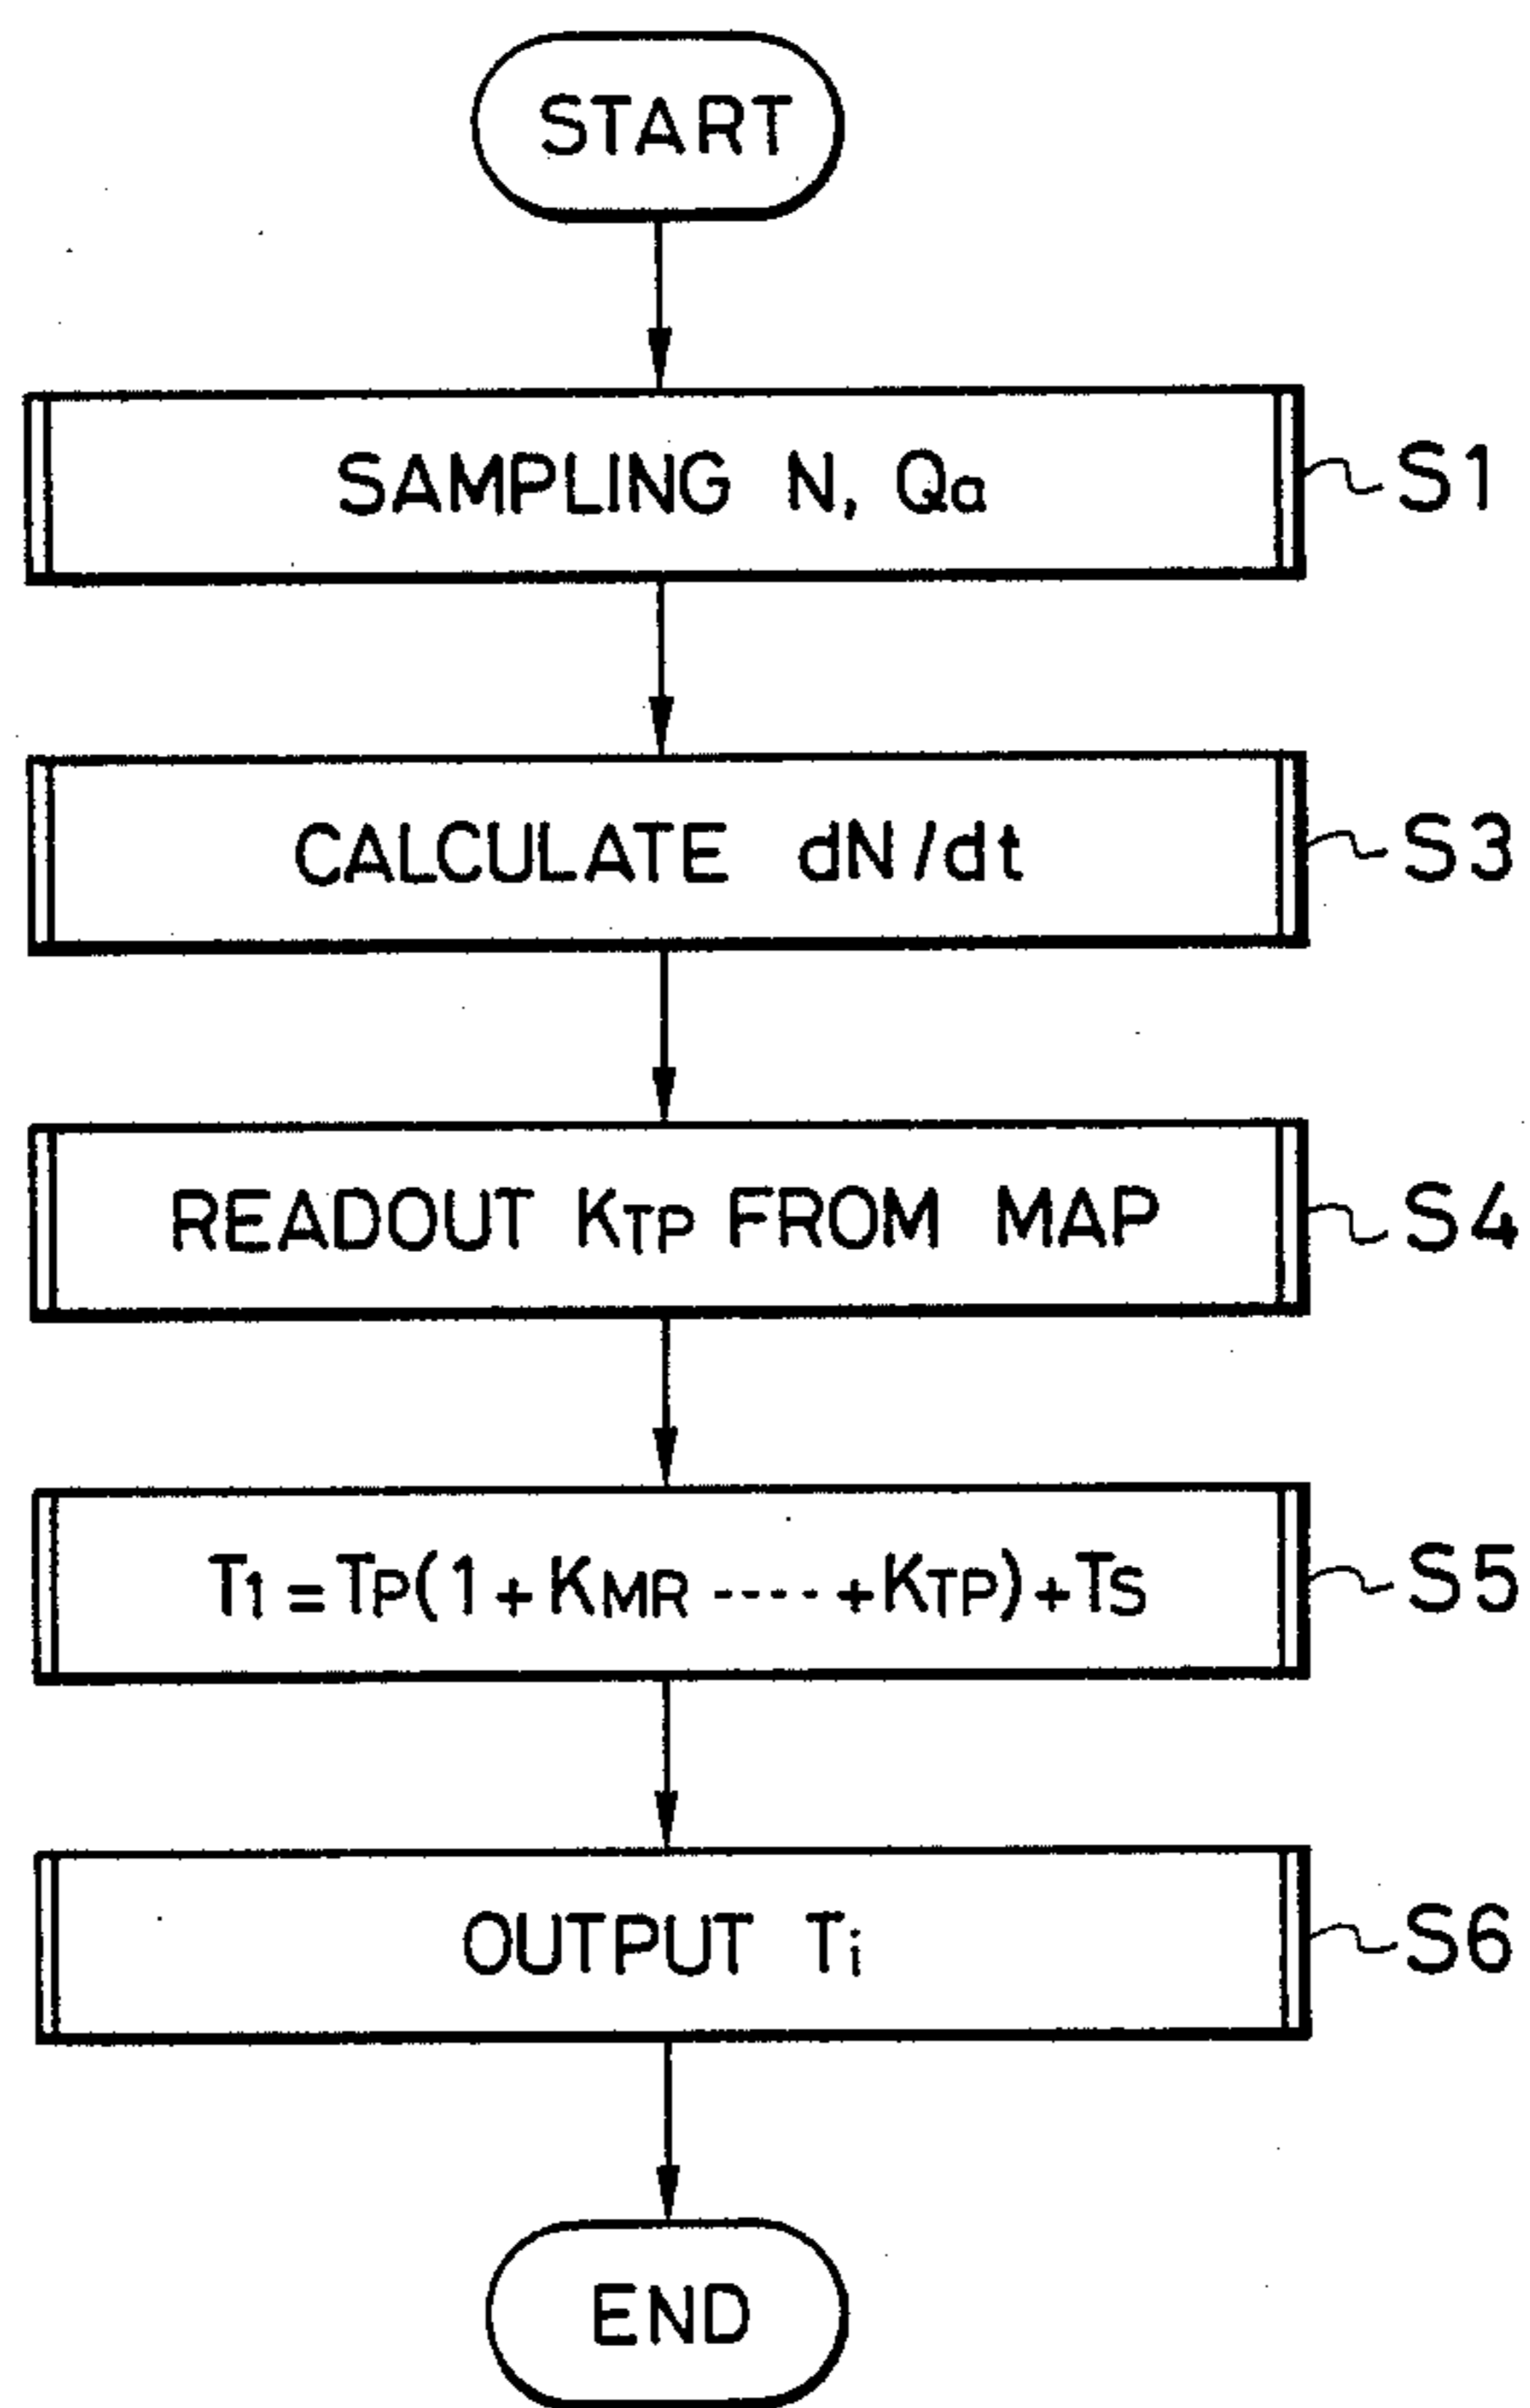 START
SAMPLING N, Qa
S1
CALCULATE dN/dt
S3
READOUT KTP FROM MAP
S4
T1=TP(1+KMR ----+KTP)+TS
S5
OUTPUT Ti
S6
END